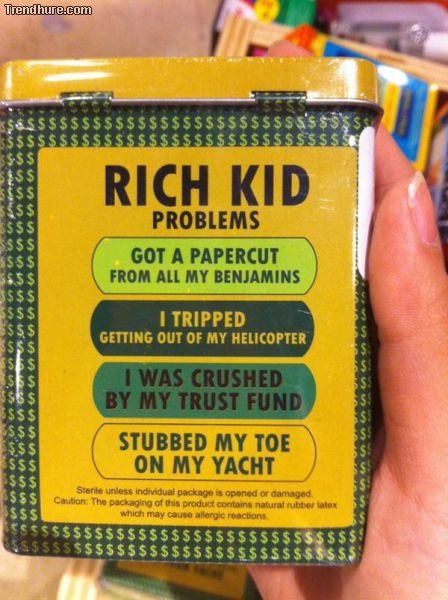 Trendhure.com
RICH KID
PROBLEMS
GOT A PAPERCUT
FROM ALL MY BENJAMINS
I TRIPPED
GETTING OUT OF MY HELICOPTER
I WAS CRUSHED
BY MY TRUST FUND
STUBBED MY TOE
ON MY YACHT
Sterile unless individual package is opened or damaged.
Caution: The packaging of this product contains natural rubber latex
which may cause allergic reactions.